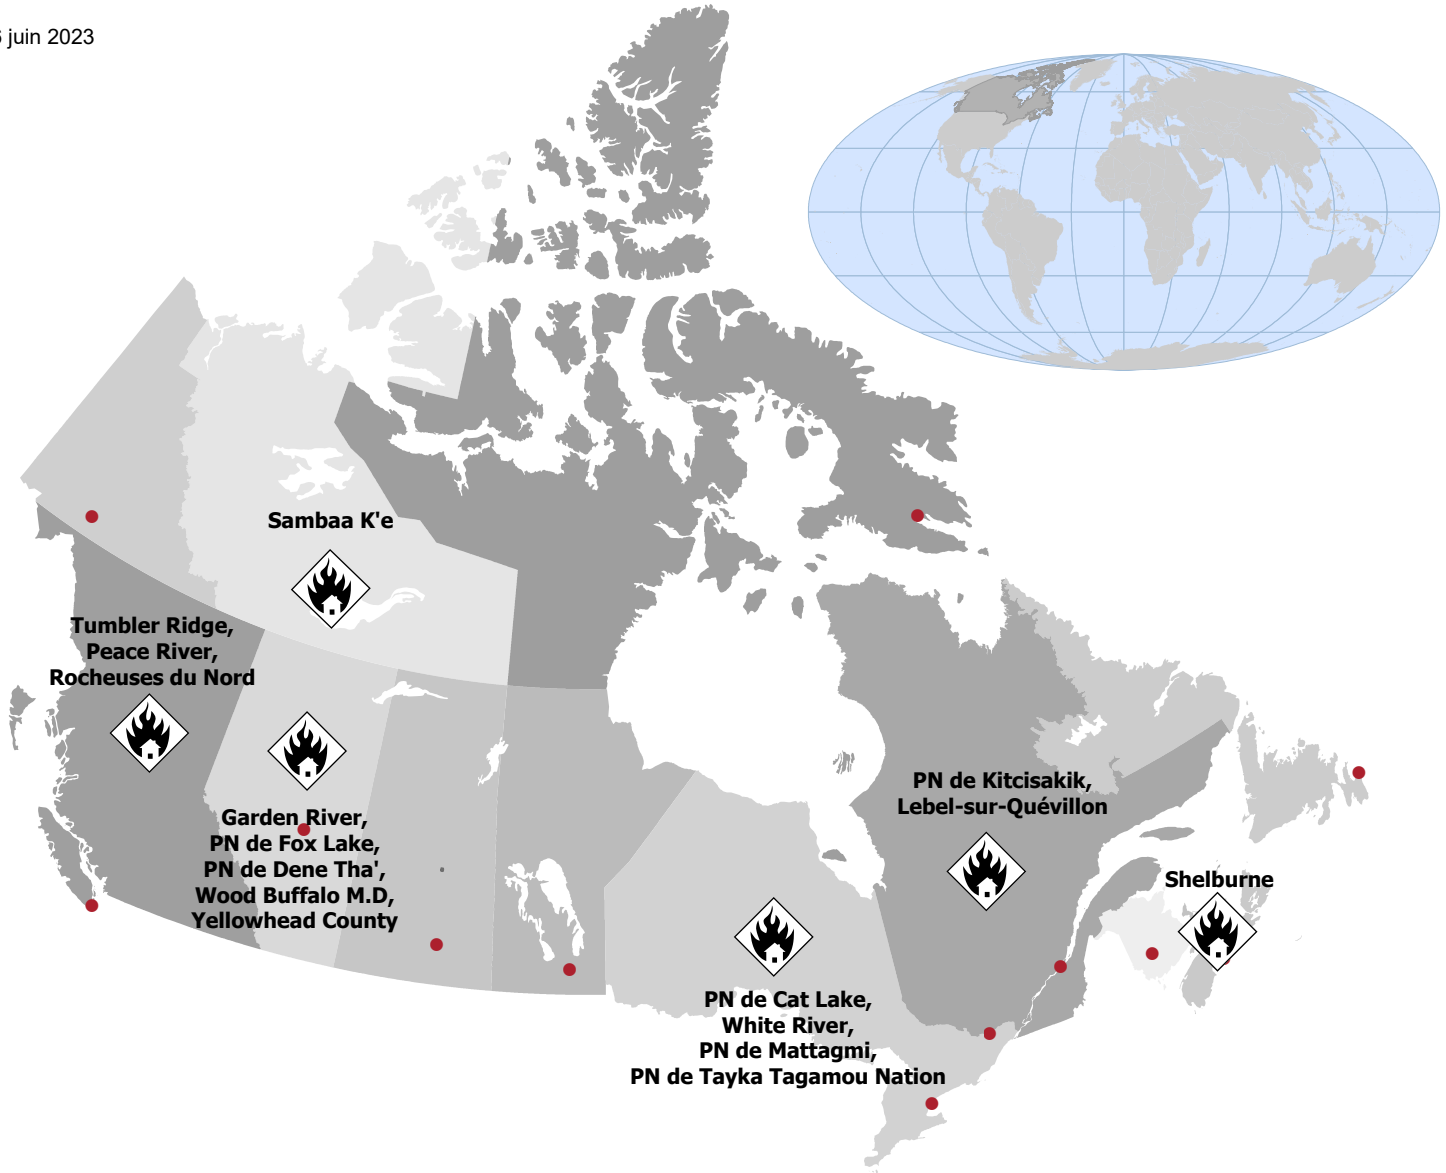 juin 2023
Sambaa K'e
Tumbler Ridge,
Peace River,
Rocheuses du Nord
Garden River,
PN de Fox Lake,
PN de Dene Tha',
Wood Buffalo M.D,
Yellowhead County
PN de Kitcisakik,
Lebel-sur-Quévillon
Shelburne
PN de Cat Lake,
White River,
PN de Mattagmi,
PN de Tayka Tagamou Nation